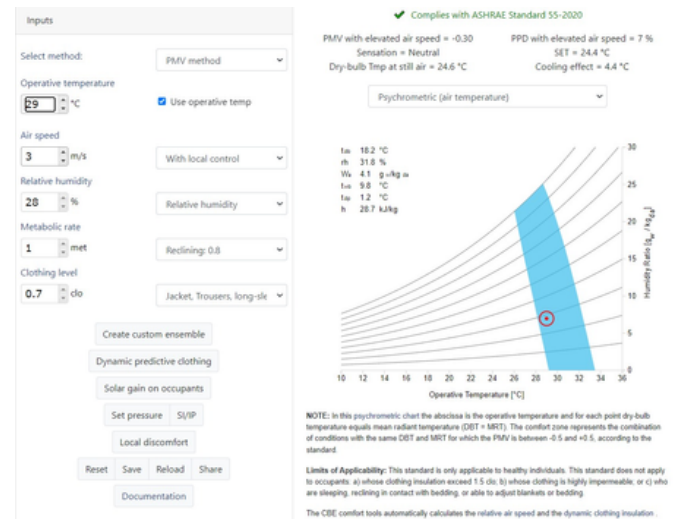 Inputs
Select method:
PMV method
Operative temperature
29 °C
Use operative temp
Air speed
3 m/s
With local control
Relative humidity
28 %
Relative humidity
Metabolic rate
1 met
Reclining: 0.8
Clothing level
0.7 clo
Jacket, Trousers, long-sle
Create custom ensemble
Dynamic predictive clothing
Solar gain on occupants
Set pressure SI/IP
Local discomfort
Reset Save Reload Share
Documentation
✔ Complies with ASHRAE Standard 55-2020
PMV with elevated air speed = -0.30 PPD with elevated air speed = 7 %
Sensation = Neutral SET = 24.4 °C
Dry-bulb Tmp at still air = 24.6 °C Cooling effect = 4.4 °C
Psychrometric (air temperature)
18.2 °C
rh 31.8 %
4.1
9.8 °C
1.2 °C
h 28.7 kJ/kg
30
25
20
15
10
5
0
Humidity Ratio [gw / kgda]
10 12 14 16 18 20 22 24 26 28 30 32 34 36
Operative Temperature [°C]
NOTE: In this psychrometric chart the abscissa is the operative temperature and for each point dry-bulb
temperature equals mean radiant temperature (DBT = MRT). The comfort zone represents the combination
of conditions with the same DBT and MRT for which the PMV is between -0.5 and +0.5, according to the
standard.
Limits of Applicability: This standard is only applicable to healthy individuals. This standard does not apply
to occupants: a) whose clothing insulation exceed 1.5 clo; b) whose clothing is highly impermeable; or c) who
are sleeping, reclining in contact with bedding, or able to adjust blankets or bedding.
The CBE comfort tools automatically calculates the relative air speed and the dynamic clothing insulation .